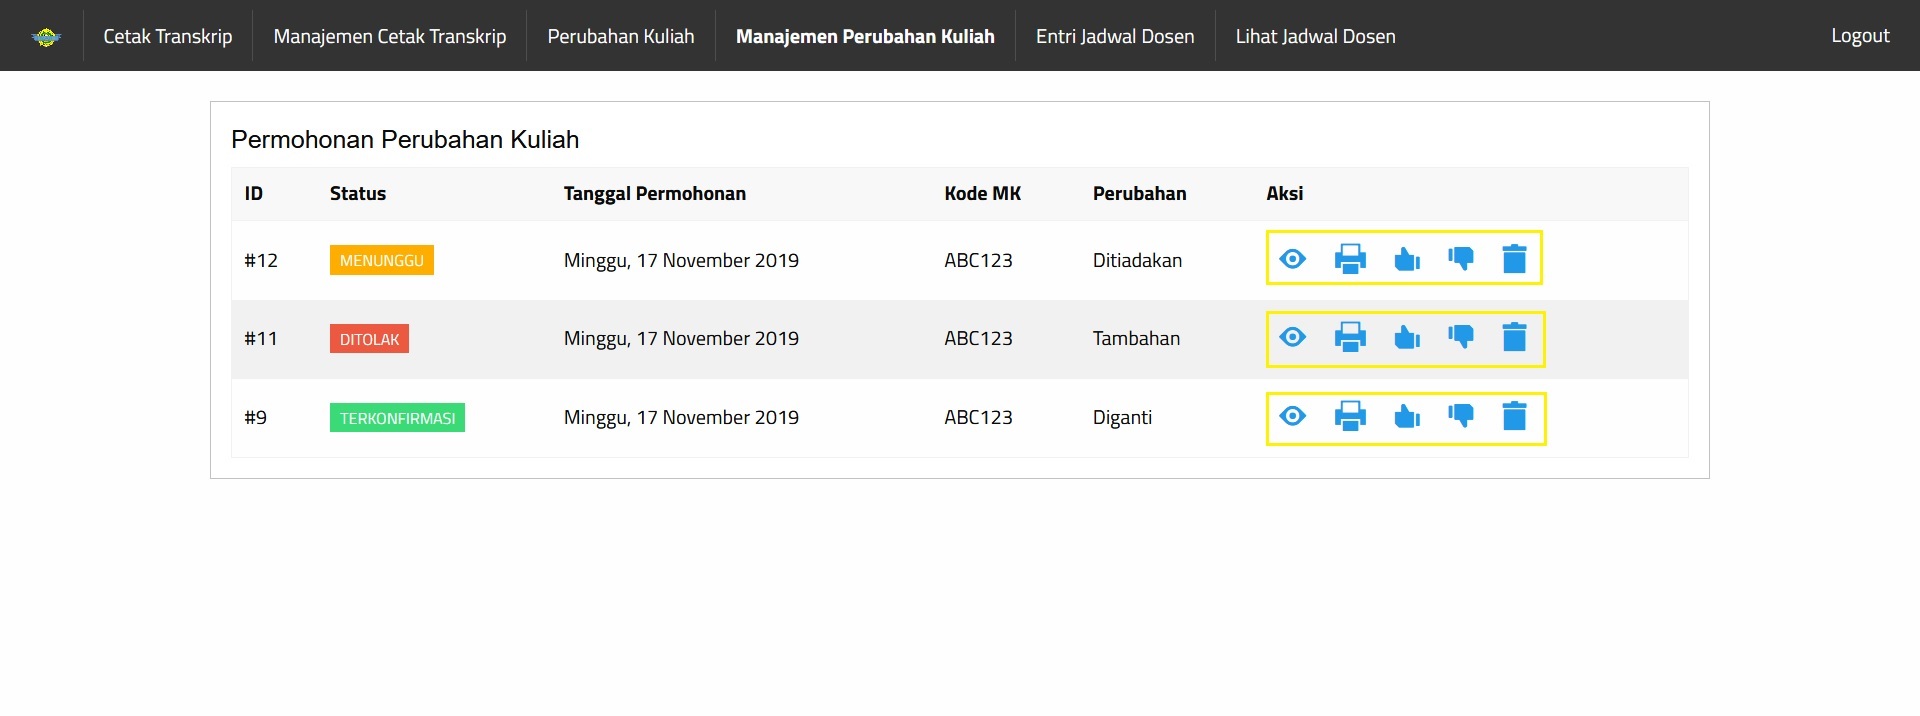 Cetak Transkrip Manajemen Cetak Transkrip Perubahan Kuliah Manajemen Perubahan Kuliah Entri Jadwal Dosen Lihat Jadwal Dosen Logout
Permohonan Perubahan Kuliah
ID Status Tanggal Permohonan Kode MK Perubahan Aksi
#12 MENUNGGU Minggu, 17 November 2019 ABC123 Ditiadakan
#11 DITOLAK Minggu, 17 November 2019 ABC123 Tambahan
#9 TERKONFIRMASI Minggu, 17 November 2019 ABC123 Diganti